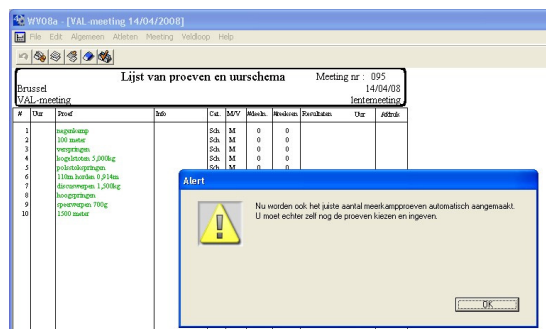 WV08a - [VAL-meeting 14/04/2008]
File Edit Algemeen Atleten Meeting Veldloop Help
Lijst van proeven en uurschema Meeting nr : 095
Brussel 14/04/08
VAL-meeting lentemeeting
# Uur Proef Info Cat. M/V #deeln. #reeksen Resultaten Uur Afdruk
1 negenkamp Sch M 0 0
2 100 meter Sch M 0 0
3 verspringen Sch M 0 0
4 kogelstoten 5,000kg Sch M 0 0
5 polsstokspringen Sch M 0 0
6 110m horden 0,914m
7 discuswerpen 1,500kg
8 hoogspringen
9 speerwerpen 700g
10 1500 meter
Alert
Nu worden ook het juiste aantal meerkampproeven automatisch aangemaakt.
U moet echter zelf nog de proeven kiezen en ingeven.
OK